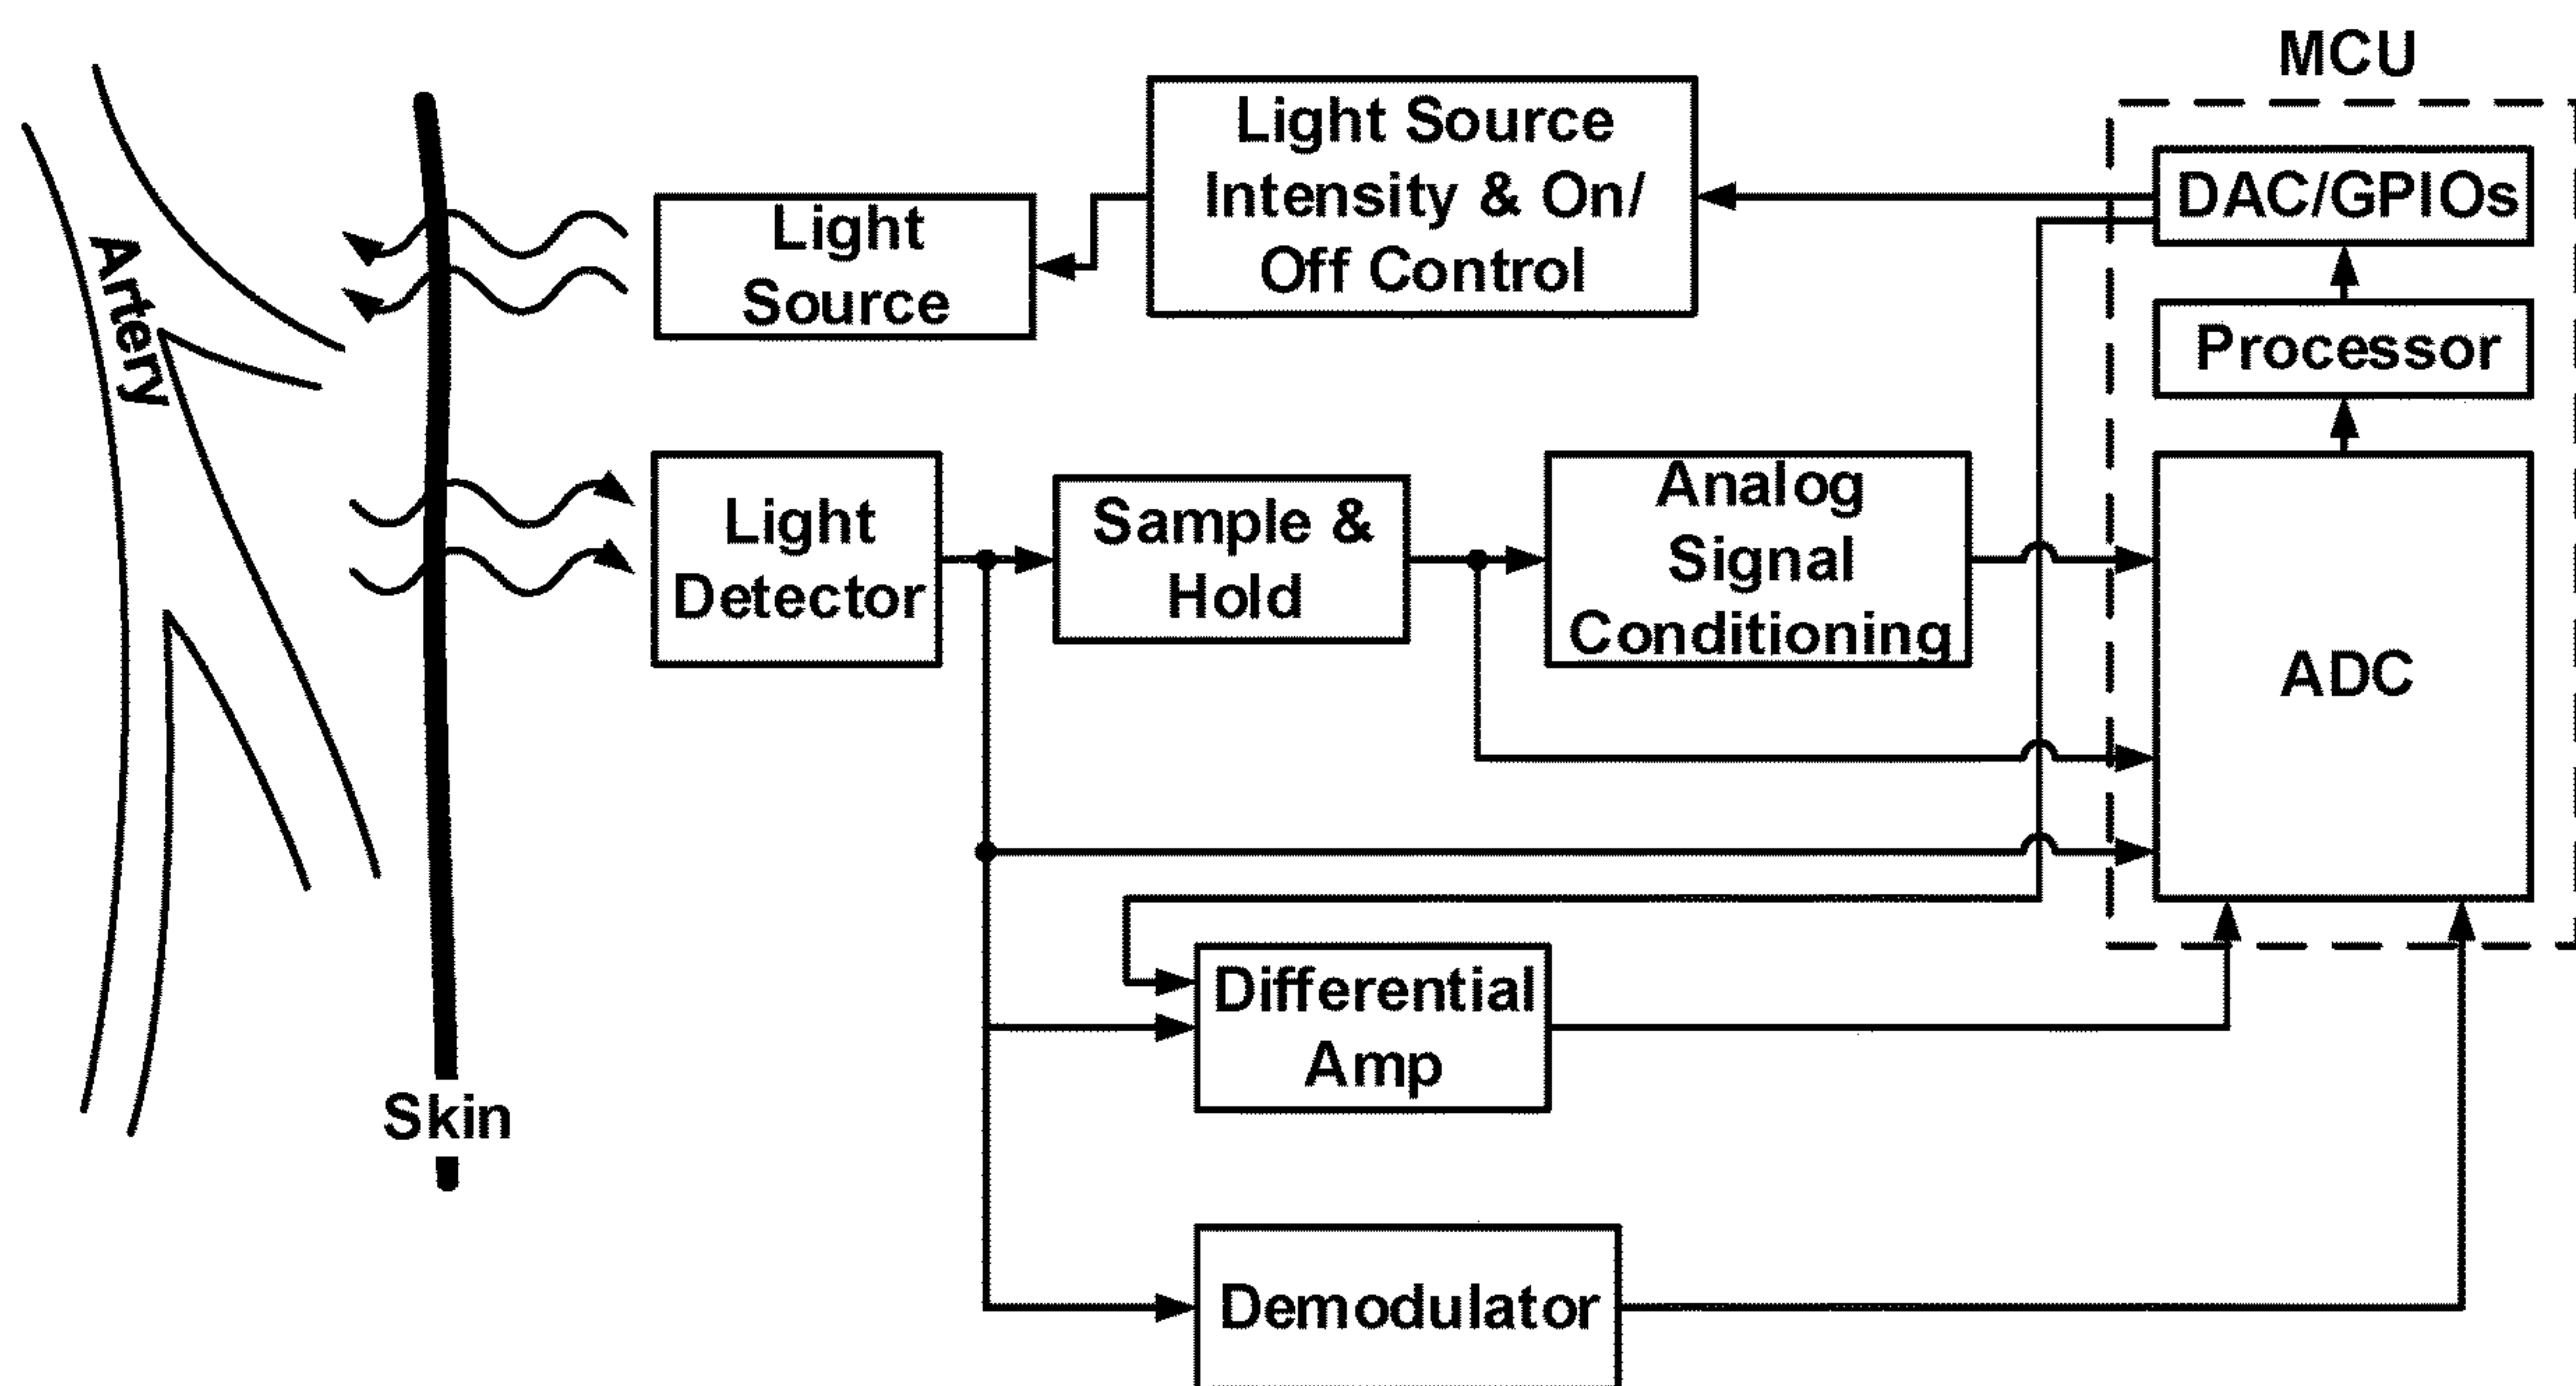 MCU
Light Source
Intensity & On/
Off Control
DAC/GPIOs
Light
Source
Artery
Processor
Light
Detector
Sample &
Hold
Analog
Signal
Conditioning
ADC
Differential
Amp
Skin
Demodulator